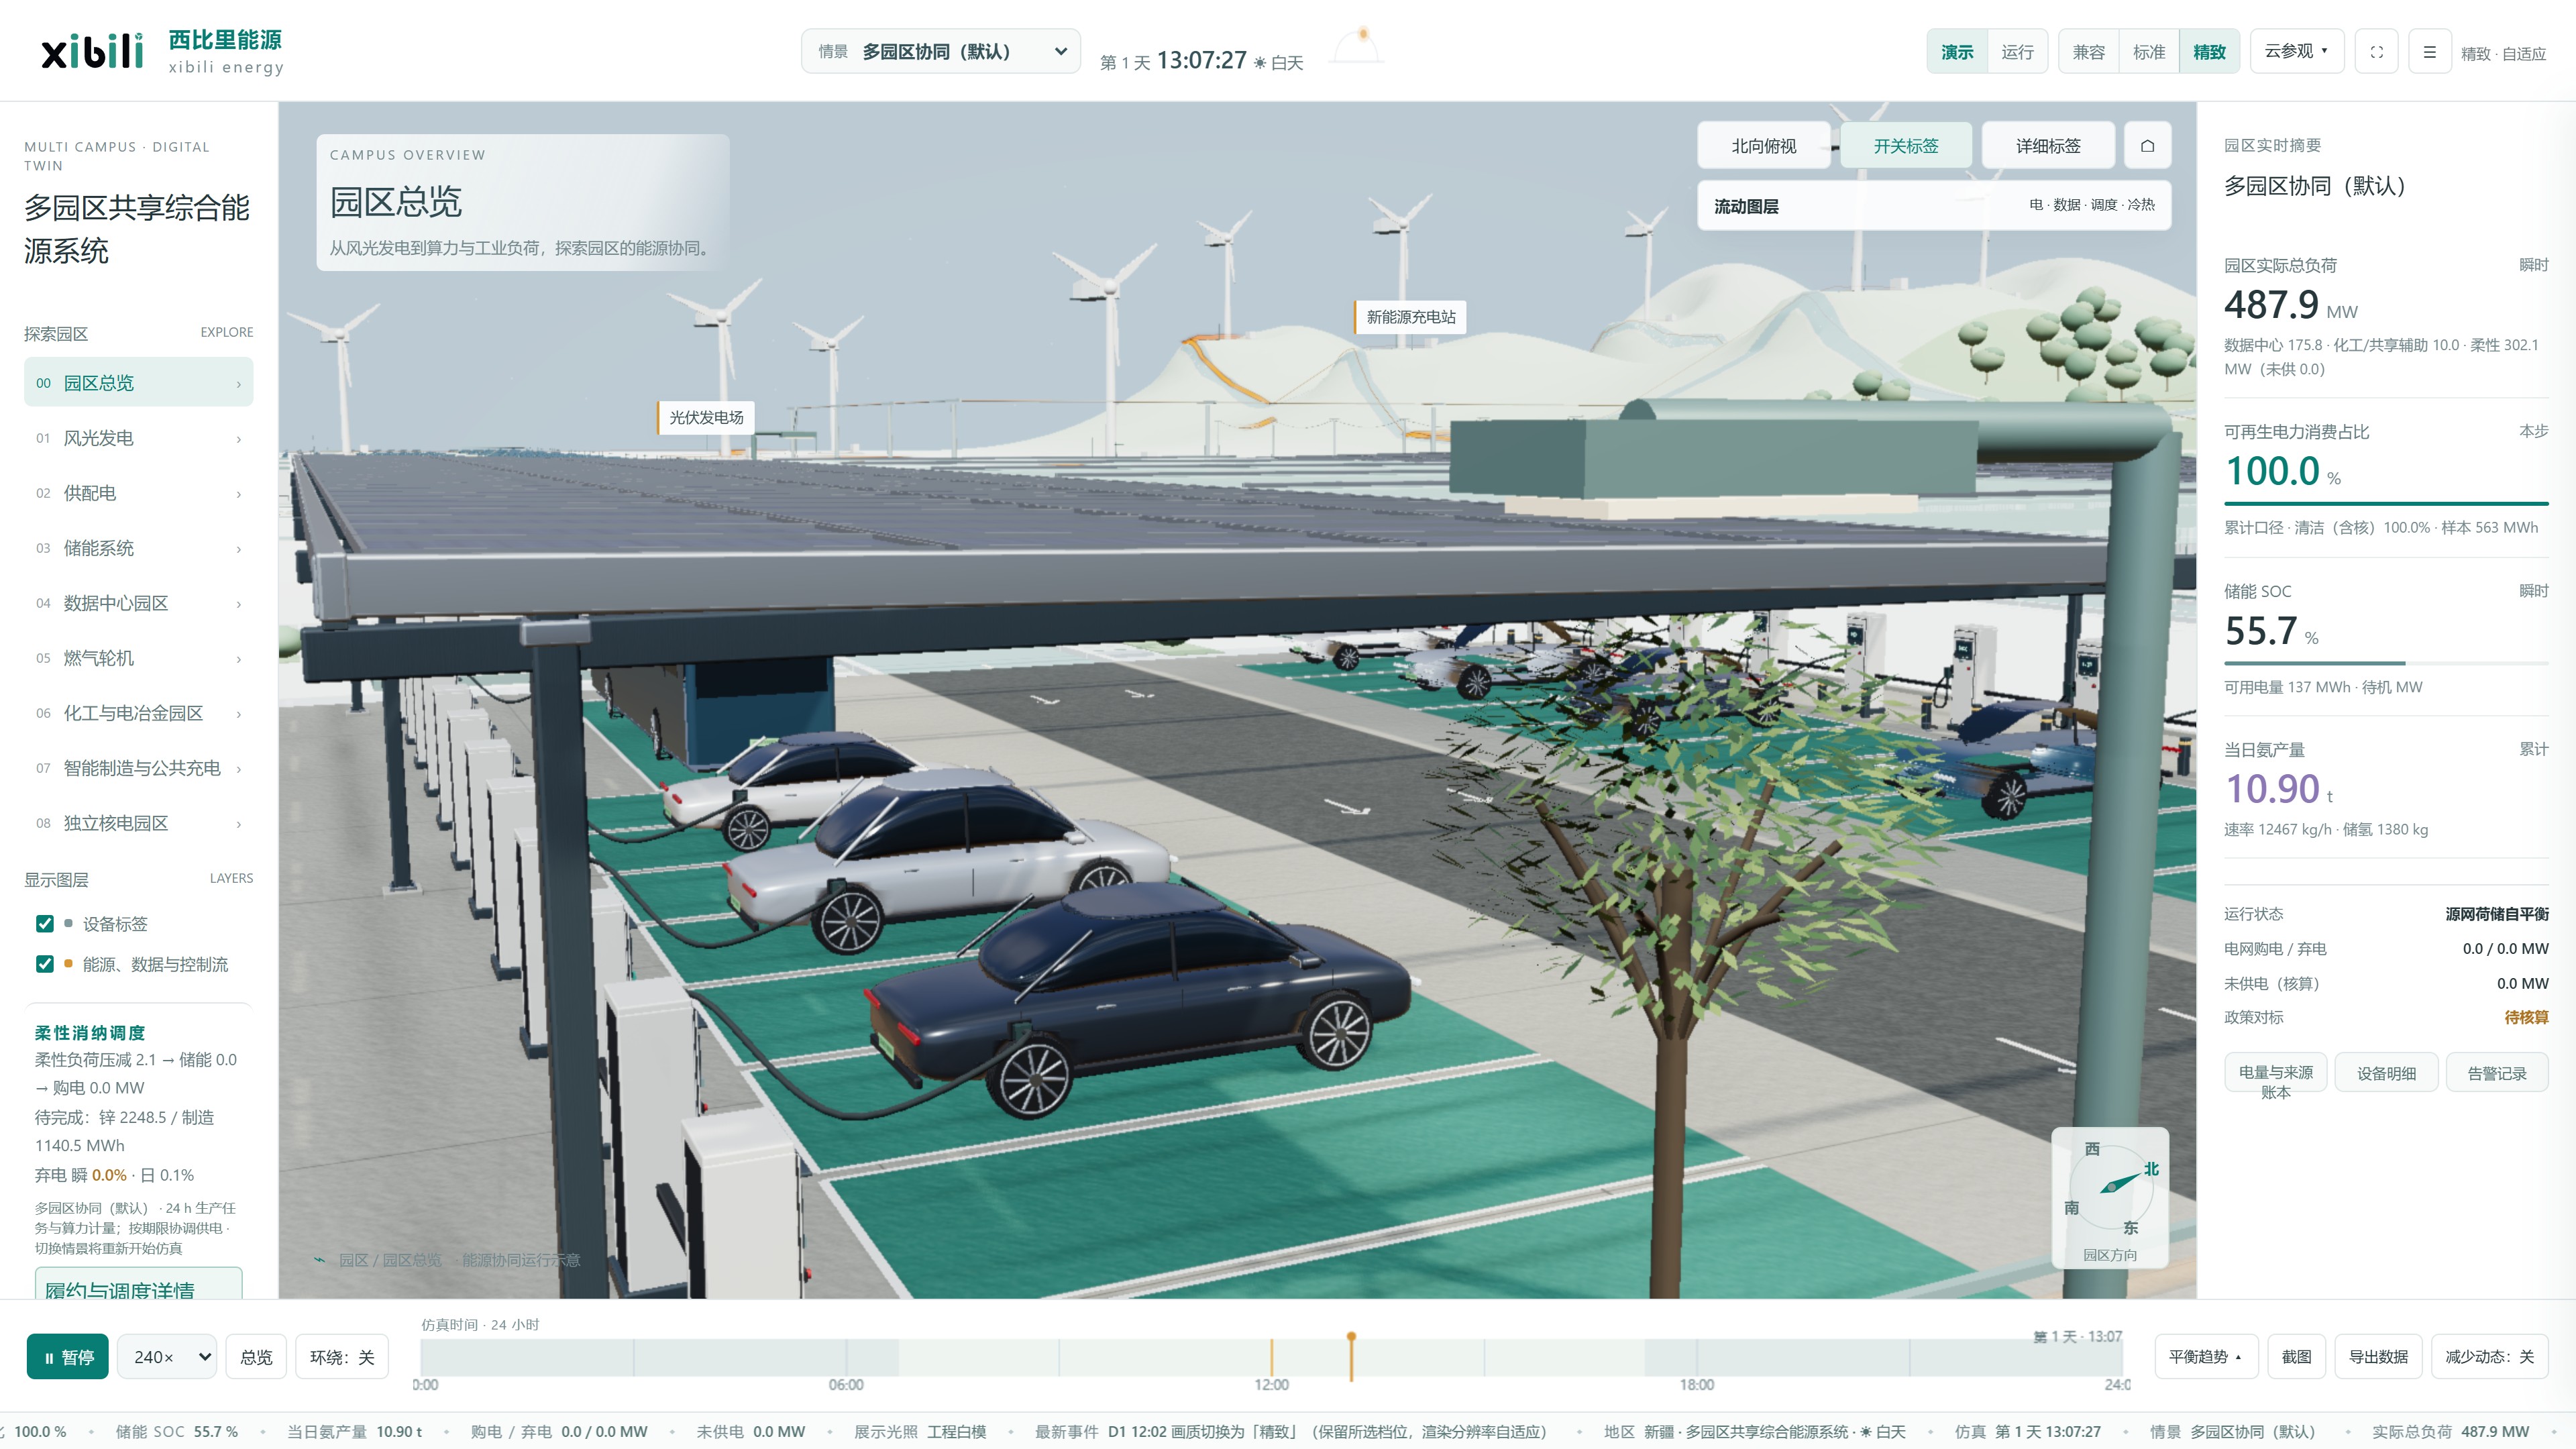 xibili
西比里能源
xibili energy
情景 多园区协同（默认）
第 1 天 13:07:27 ☀ 白天
演示 运行
兼容 标准 精致
云参观 ▾
精致 · 自适应
MULTI CAMPUS · DIGITAL
TWIN
多园区共享综合能
源系统
探索园区 EXPLORE
00 园区总览 ›
01 风光发电 ›
02 供配电 ›
03 储能系统 ›
04 数据中心园区 ›
05 燃气轮机 ›
06 化工与电冶金园区 ›
07 智能制造与公共充电 ›
08 独立核电园区 ›
显示图层 LAYERS
设备标签
能源、数据与控制流
柔性消纳调度
柔性负荷压减 2.1 → 储能 0.0
→ 购电 0.0 MW
待完成：锌 2248.5 / 制造
1140.5 MWh
弃电 瞬 0.0% · 日 0.1%
多园区协同（默认） · 24 h 生产任
务与算力计量；按期限协调供电 ·
切换情景将重新开始仿真
履约与调度详情
CAMPUS OVERVIEW
园区总览
从风光发电到算力与工业负荷，探索园区的能源协同。
北向俯视 开关标签 详细标签
流动图层 电 · 数据 · 调度 · 冷热
新能源充电站
光伏发电场
园区 / 园区总览 · 能源协同运行示意
西
北
南
东
园区方向
园区实时摘要
多园区协同（默认）
园区实际总负荷 瞬时
487.9 MW
数据中心 175.8 · 化工/共享辅助 10.0 · 柔性 302.1
MW（未供 0.0）
可再生电力消费占比 本步
100.0 %
累计口径 · 清洁（含核）100.0% · 样本 563 MWh
储能 SOC 瞬时
55.7 %
可用电量 137 MWh · 待机 MW
当日氨产量 累计
10.90 t
速率 12467 kg/h · 储氢 1380 kg
运行状态 源网荷储自平衡
电网购电 / 弃电 0.0 / 0.0 MW
未供电（核算） 0.0 MW
政策对标 待核算
电量与来源
账本
设备明细
告警记录
仿真时间 · 24 小时
第 1 天 · 13:07
暂停 240× 总览 环绕：关
0:00 06:00 12:00 18:00 24:0
平衡趋势 ▴ 截图 导出数据 减少动态：关
100.0 % • 储能 SOC 55.7 % • 当日氨产量 10.90 t • 购电 / 弃电 0.0 / 0.0 MW • 未供电 0.0 MW • 展示光照 工程白模 • 最新事件 D1 12:02 画质切换为「精致」（保留所选档位，渲染分辨率自适应） • 地区 新疆 · 多园区共享综合能源系统 · ☀ 白天 • 仿真 第 1 天 13:07:27 • 情景 多园区协同（默认） • 实际总负荷 487.9 MW